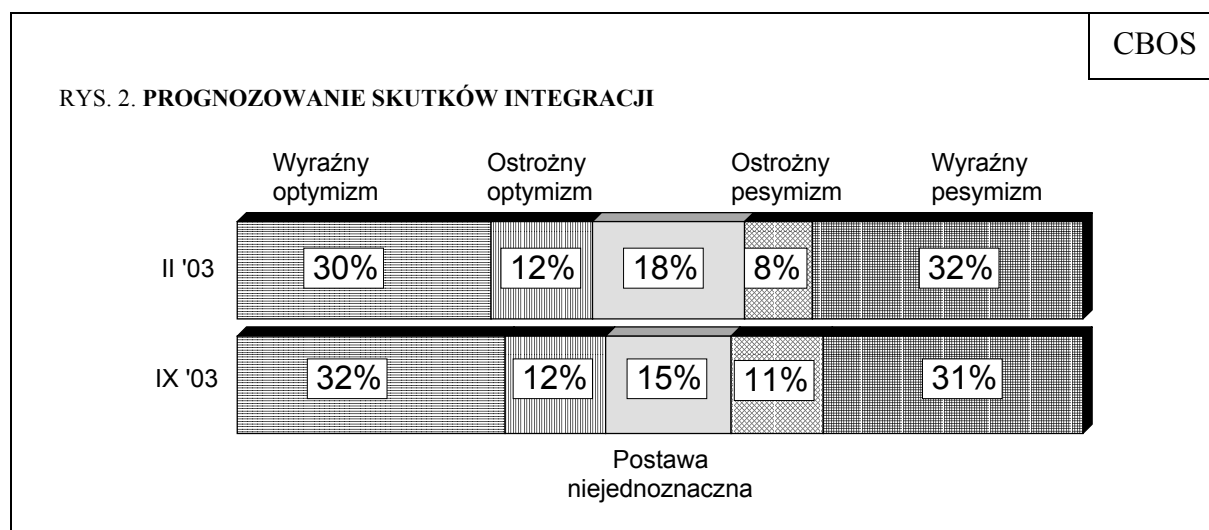 CBOS
RYS. 2. PROGNOZOWANIE SKUTKÓW INTEGRACJI
Wyraźny optymizm
Ostrożny optymizm
Ostrożny pesymizm
Wyraźny pesymizm
II '03
30%
12%
18%
8%
32%
IX '03
32%
12%
15%
11%
31%
Postawa
niejednoznaczna